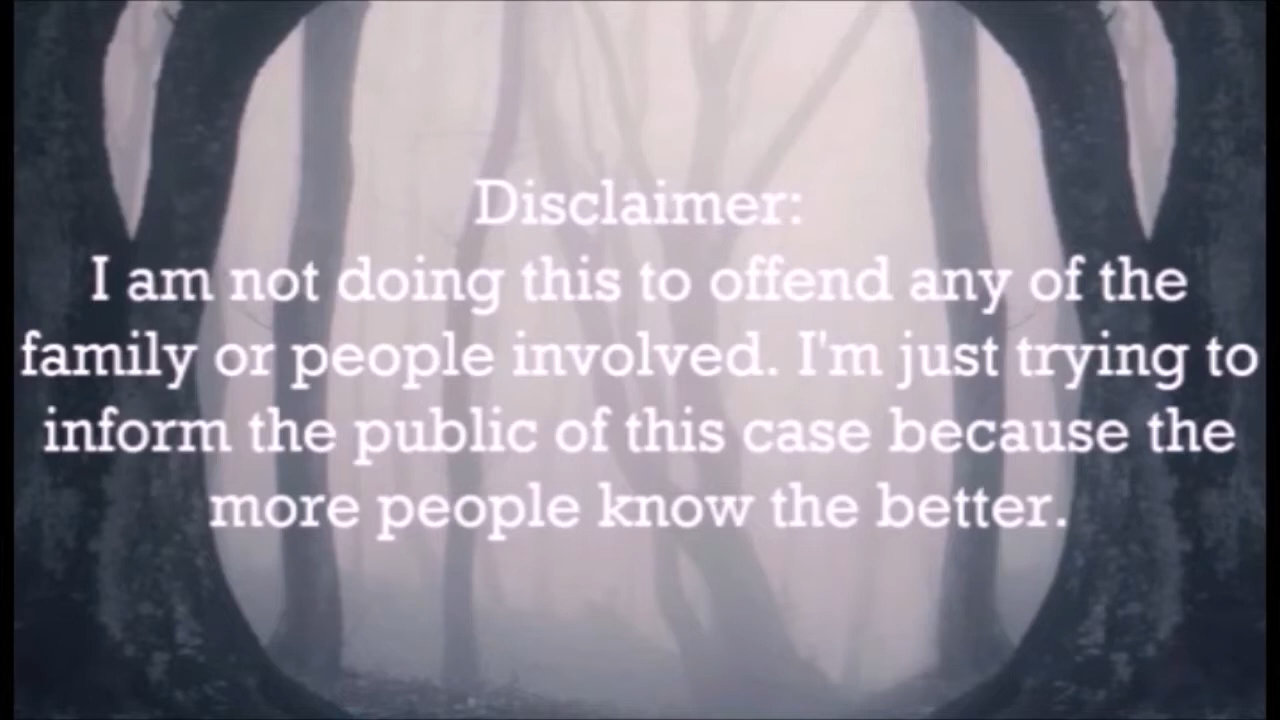 Disclaimer:
I am not doing this to offend any of the
family or people involved. I'm just trying to
inform the public of this case because the
more people know the better.